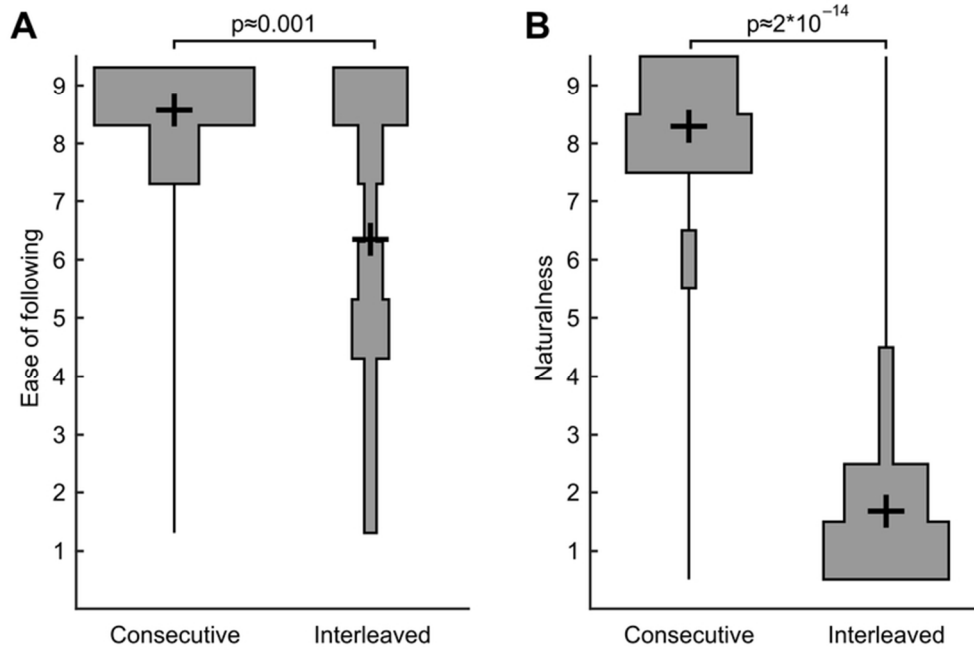 A
p≈0.001
9
8
7
6
5
4
3
2
1
Ease of following
Consecutive
Interleaved
B
p≈2*10⁻¹⁴
9
8
7
6
5
4
3
2
1
Naturalness
Consecutive
Interleaved